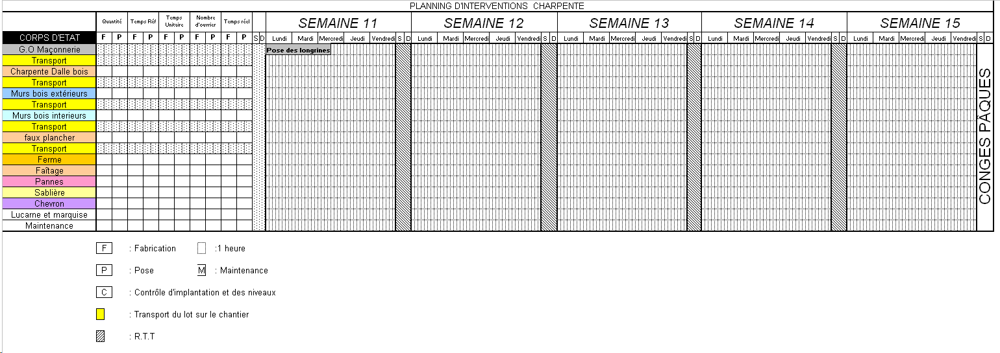 PLANNING D'INTERVENTIONS CHARPENTE
Quantité Temps Réf Temps Unitaire Nombre d'ouvrier Temps réel SEMAINE 11 SEMAINE 12 SEMAINE 13 SEMAINE 14 SEMAINE 15
CORPS D'ETAT F P F P F P F P F P S D Lundi Mardi Mercredi Jeudi Vendredi S D Lundi Mardi Mercredi Jeudi Vendredi S D Lundi Mardi Mercredi Jeudi Vendredi S D Lundi Mardi Mercredi Jeudi Vendredi S D Lundi Mardi Mercredi Jeudi Vendredi S D
G.O Maçonnerie Pose des longrines
Transport
Charpente Dalle bois
Transport
Murs bois extérieurs
Transport
Murs bois interieurs
Transport
faux plancher
Transport
Ferme
Faîtage
Pannes
Sablière
Chevron
Lucarne et marquise
Maintenance
CONGES PÂQUES
F : Fabrication :1 heure
P : Pose M : Maintenance
C : Contrôle d'implantation et des niveaux
: Transport du lot sur le chantier
: R.T.T